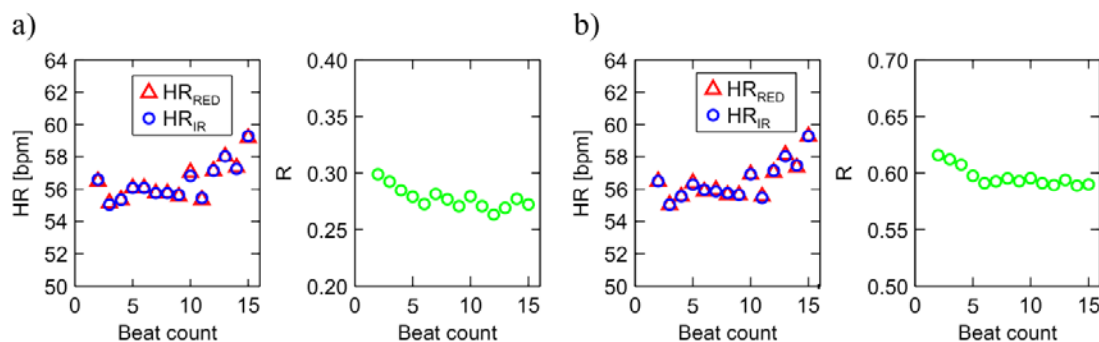 a)
HR [bpm]
64
62
60
58
56
54
52
50
HR_RED
HR_IR
0 5 10 15
Beat count
R
0.40
0.35
0.30
0.25
0.20
0 5 10 15
Beat count
b)
HR [bpm]
64
62
60
58
56
54
52
50
HR_RED
HR_IR
0 5 10 15
Beat count
R
0.70
0.65
0.60
0.55
0.50
0 5 10 15
Beat count